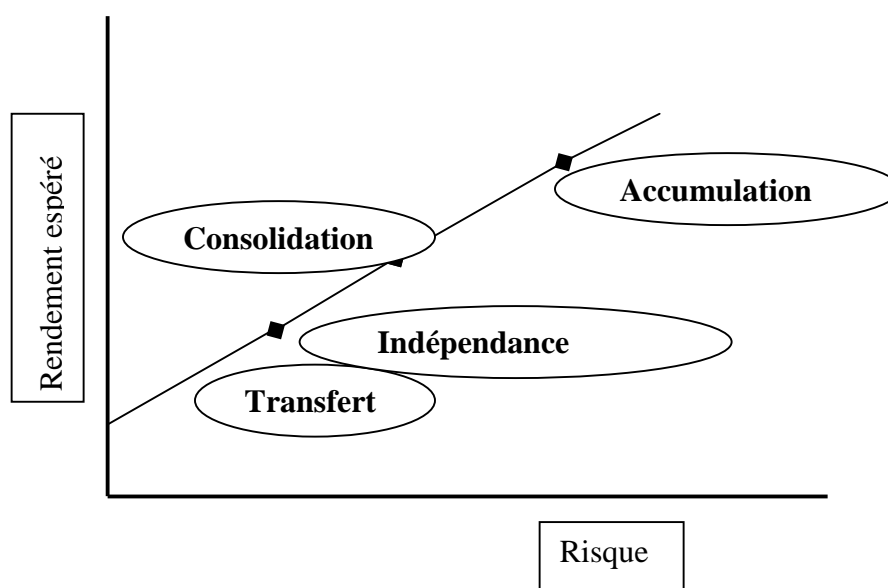 Rendement espéré
Accumulation
Consolidation
Indépendance
Transfert
Risque